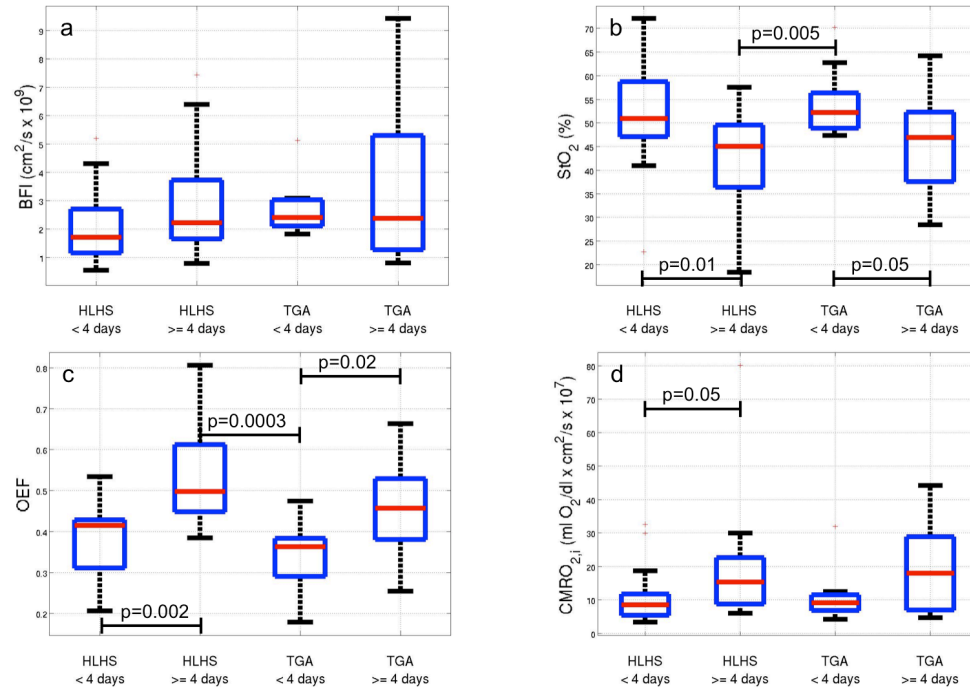 a
BFI (cm²/s x 10⁹)
9
8
7
6
5
4
3
2
1
HLHS
< 4 days
HLHS
>= 4 days
TGA
< 4 days
TGA
>= 4 days
b
StO₂ (%)
70
65
60
55
50
45
40
35
30
25
20
p=0.005
p=0.01
p=0.05
HLHS
< 4 days
HLHS
>= 4 days
TGA
< 4 days
TGA
>= 4 days
c
OEF
0.8
0.7
0.6
0.5
0.4
0.3
0.2
p=0.02
p=0.0003
p=0.002
HLHS
< 4 days
HLHS
>= 4 days
TGA
< 4 days
TGA
>= 4 days
d
CMRO₂,ᵢ (ml O₂/dl x cm²/s x 10⁷)
80
70
60
50
40
30
20
10
0
p=0.05
HLHS
< 4 days
HLHS
>= 4 days
TGA
< 4 days
TGA
>= 4 days